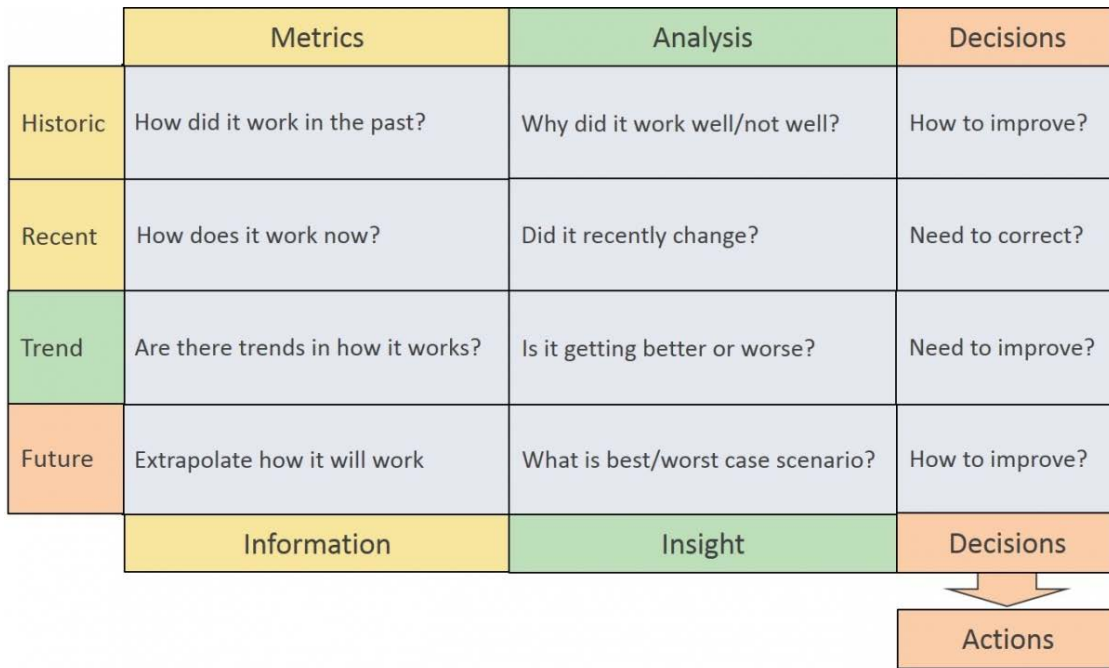 Metrics
Analysis
Decisions
Historic
How did it work in the past?
Why did it work well/not well?
How to improve?
Recent
How does it work now?
Did it recently change?
Need to correct?
Trend
Are there trends in how it works?
Is it getting better or worse?
Need to improve?
Future
Extrapolate how it will work
What is best/worst case scenario?
How to improve?
Information
Insight
Decisions
Actions